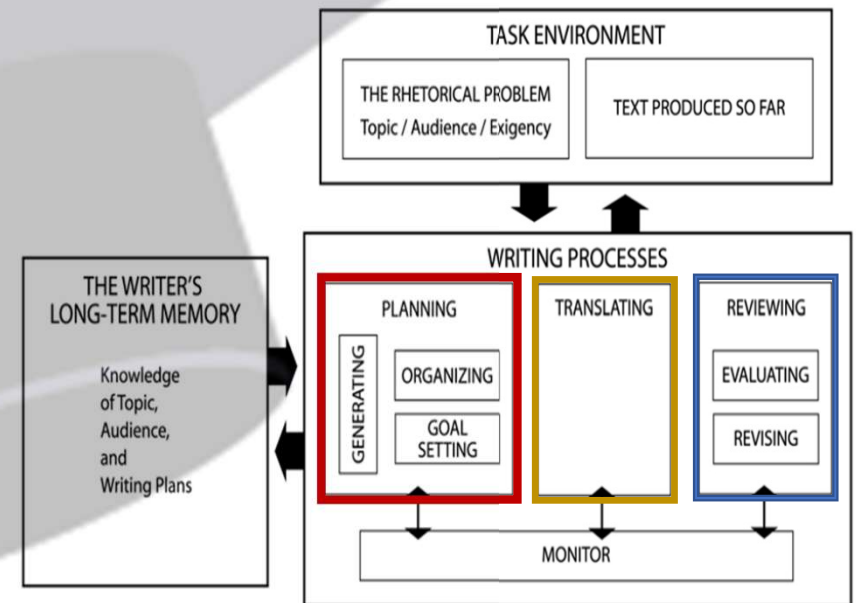 TASK ENVIRONMENT
THE RHETORICAL PROBLEM
Topic / Audience / Exigency
TEXT PRODUCED SO FAR
THE WRITER'S
LONG-TERM MEMORY
Knowledge
of Topic,
Audience,
and
Writing Plans
WRITING PROCESSES
PLANNING
GENERATING
ORGANIZING
GOAL
SETTING
TRANSLATING
REVIEWING
EVALUATING
REVISING
MONITOR